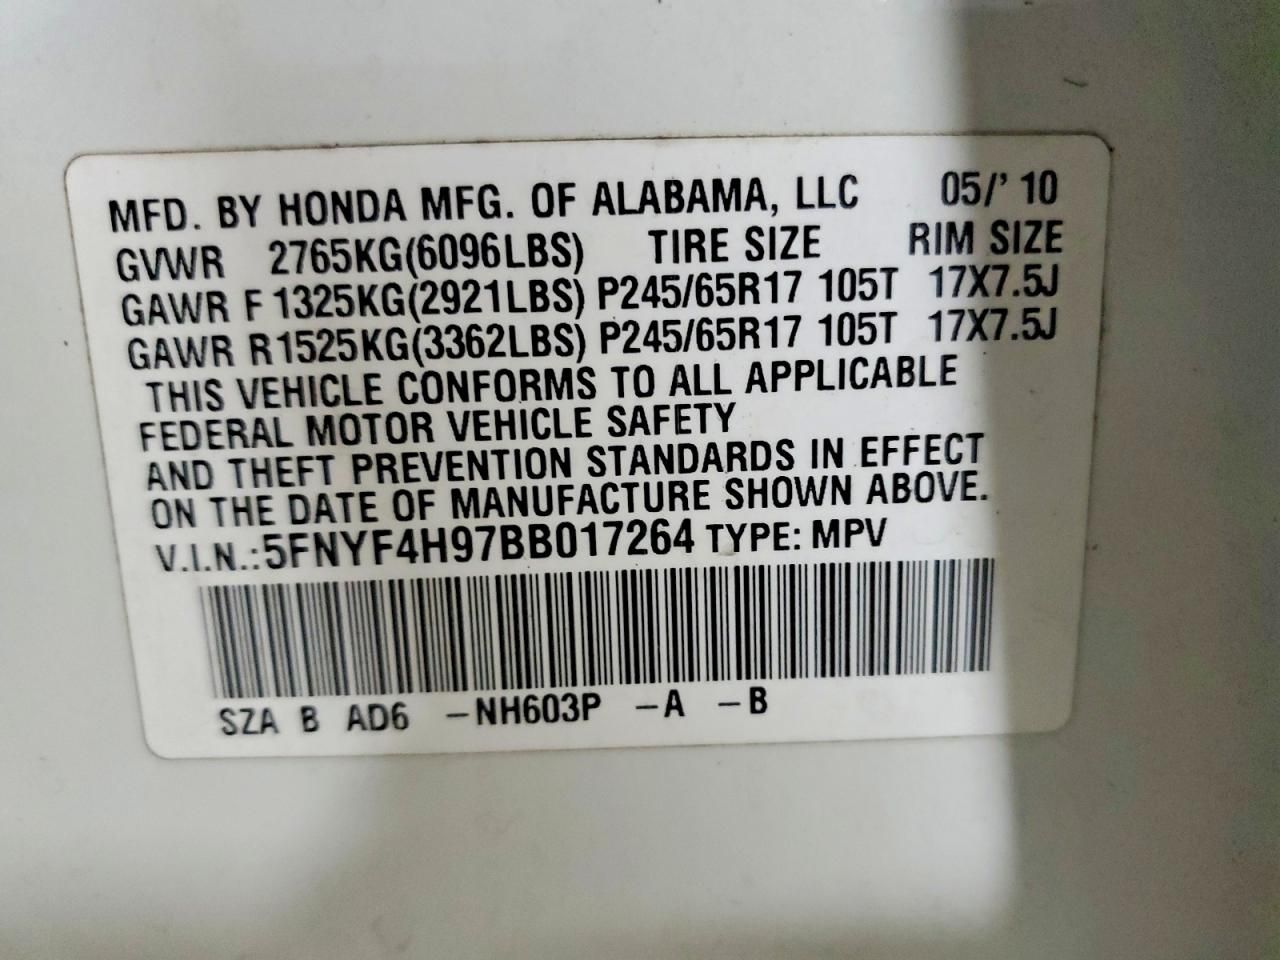 MFD. BY HONDA MFG. OF ALABAMA, LLC 05/' 10
GVWR 2765KG(6096LBS) TIRE SIZE RIM SIZE
GAWR F 1325KG(2921LBS) P245/65R17 105T 17X7.5J
GAWR R1525KG(3362LBS) P245/65R17 105T 17X7.5J
THIS VEHICLE CONFORMS TO ALL APPLICABLE
FEDERAL MOTOR VEHICLE SAFETY
AND THEFT PREVENTION STANDARDS IN EFFECT
ON THE DATE OF MANUFACTURE SHOWN ABOVE.
V.I.N.:5FNYF4H97BB017264 TYPE: MPV
SZA B AD6 -NH603P -A -B